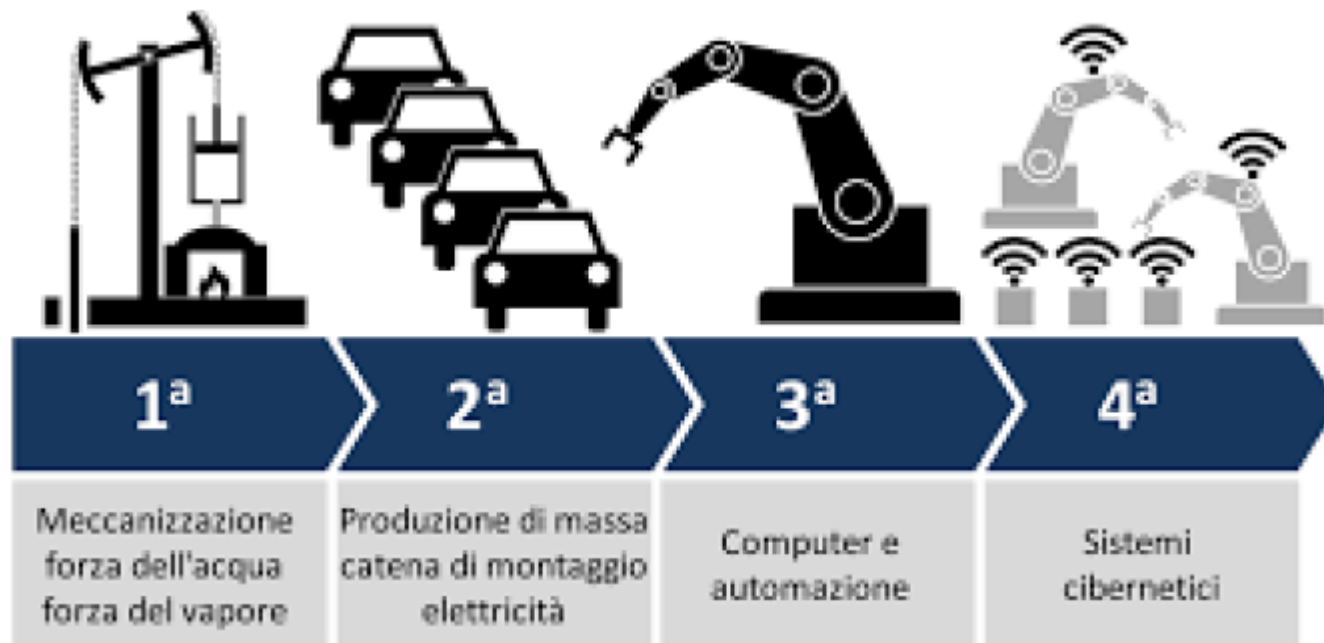 1ª
2ª
3ª
4ª
Meccanizzazione
forza dell'acqua
forza del vapore
Produzione di massa
catena di montaggio
elettricità
Computer e
automazione
Sistemi
cibernetici